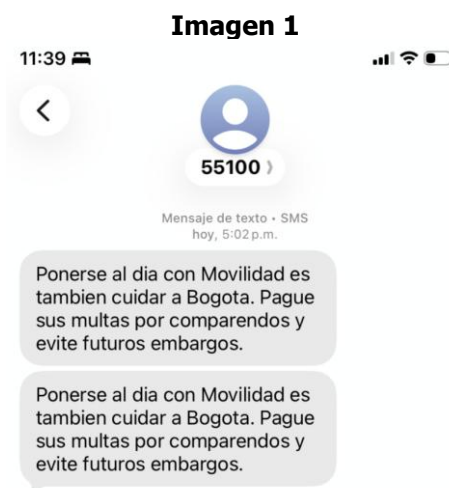 Imagen 1
11:39
55100
Mensaje de texto • SMS
hoy, 5:02 p.m.
Ponerse al dia con Movilidad es
tambien cuidar a Bogota. Pague
sus multas por comparendos y
evite futuros embargos.
Ponerse al dia con Movilidad es
tambien cuidar a Bogota. Pague
sus multas por comparendos y
evite futuros embargos.